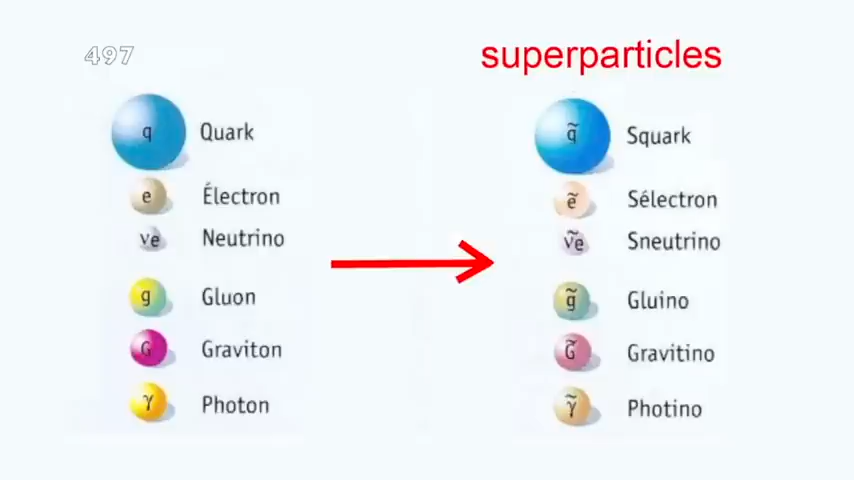 497
superparticles
q Quark
q̃ Squark
e Électron
ẽ Sélectron
νe Neutrino
ν̃e Sneutrino
g Gluon
g̃ Gluino
G Graviton
G̃ Gravitino
γ Photon
γ̃ Photino